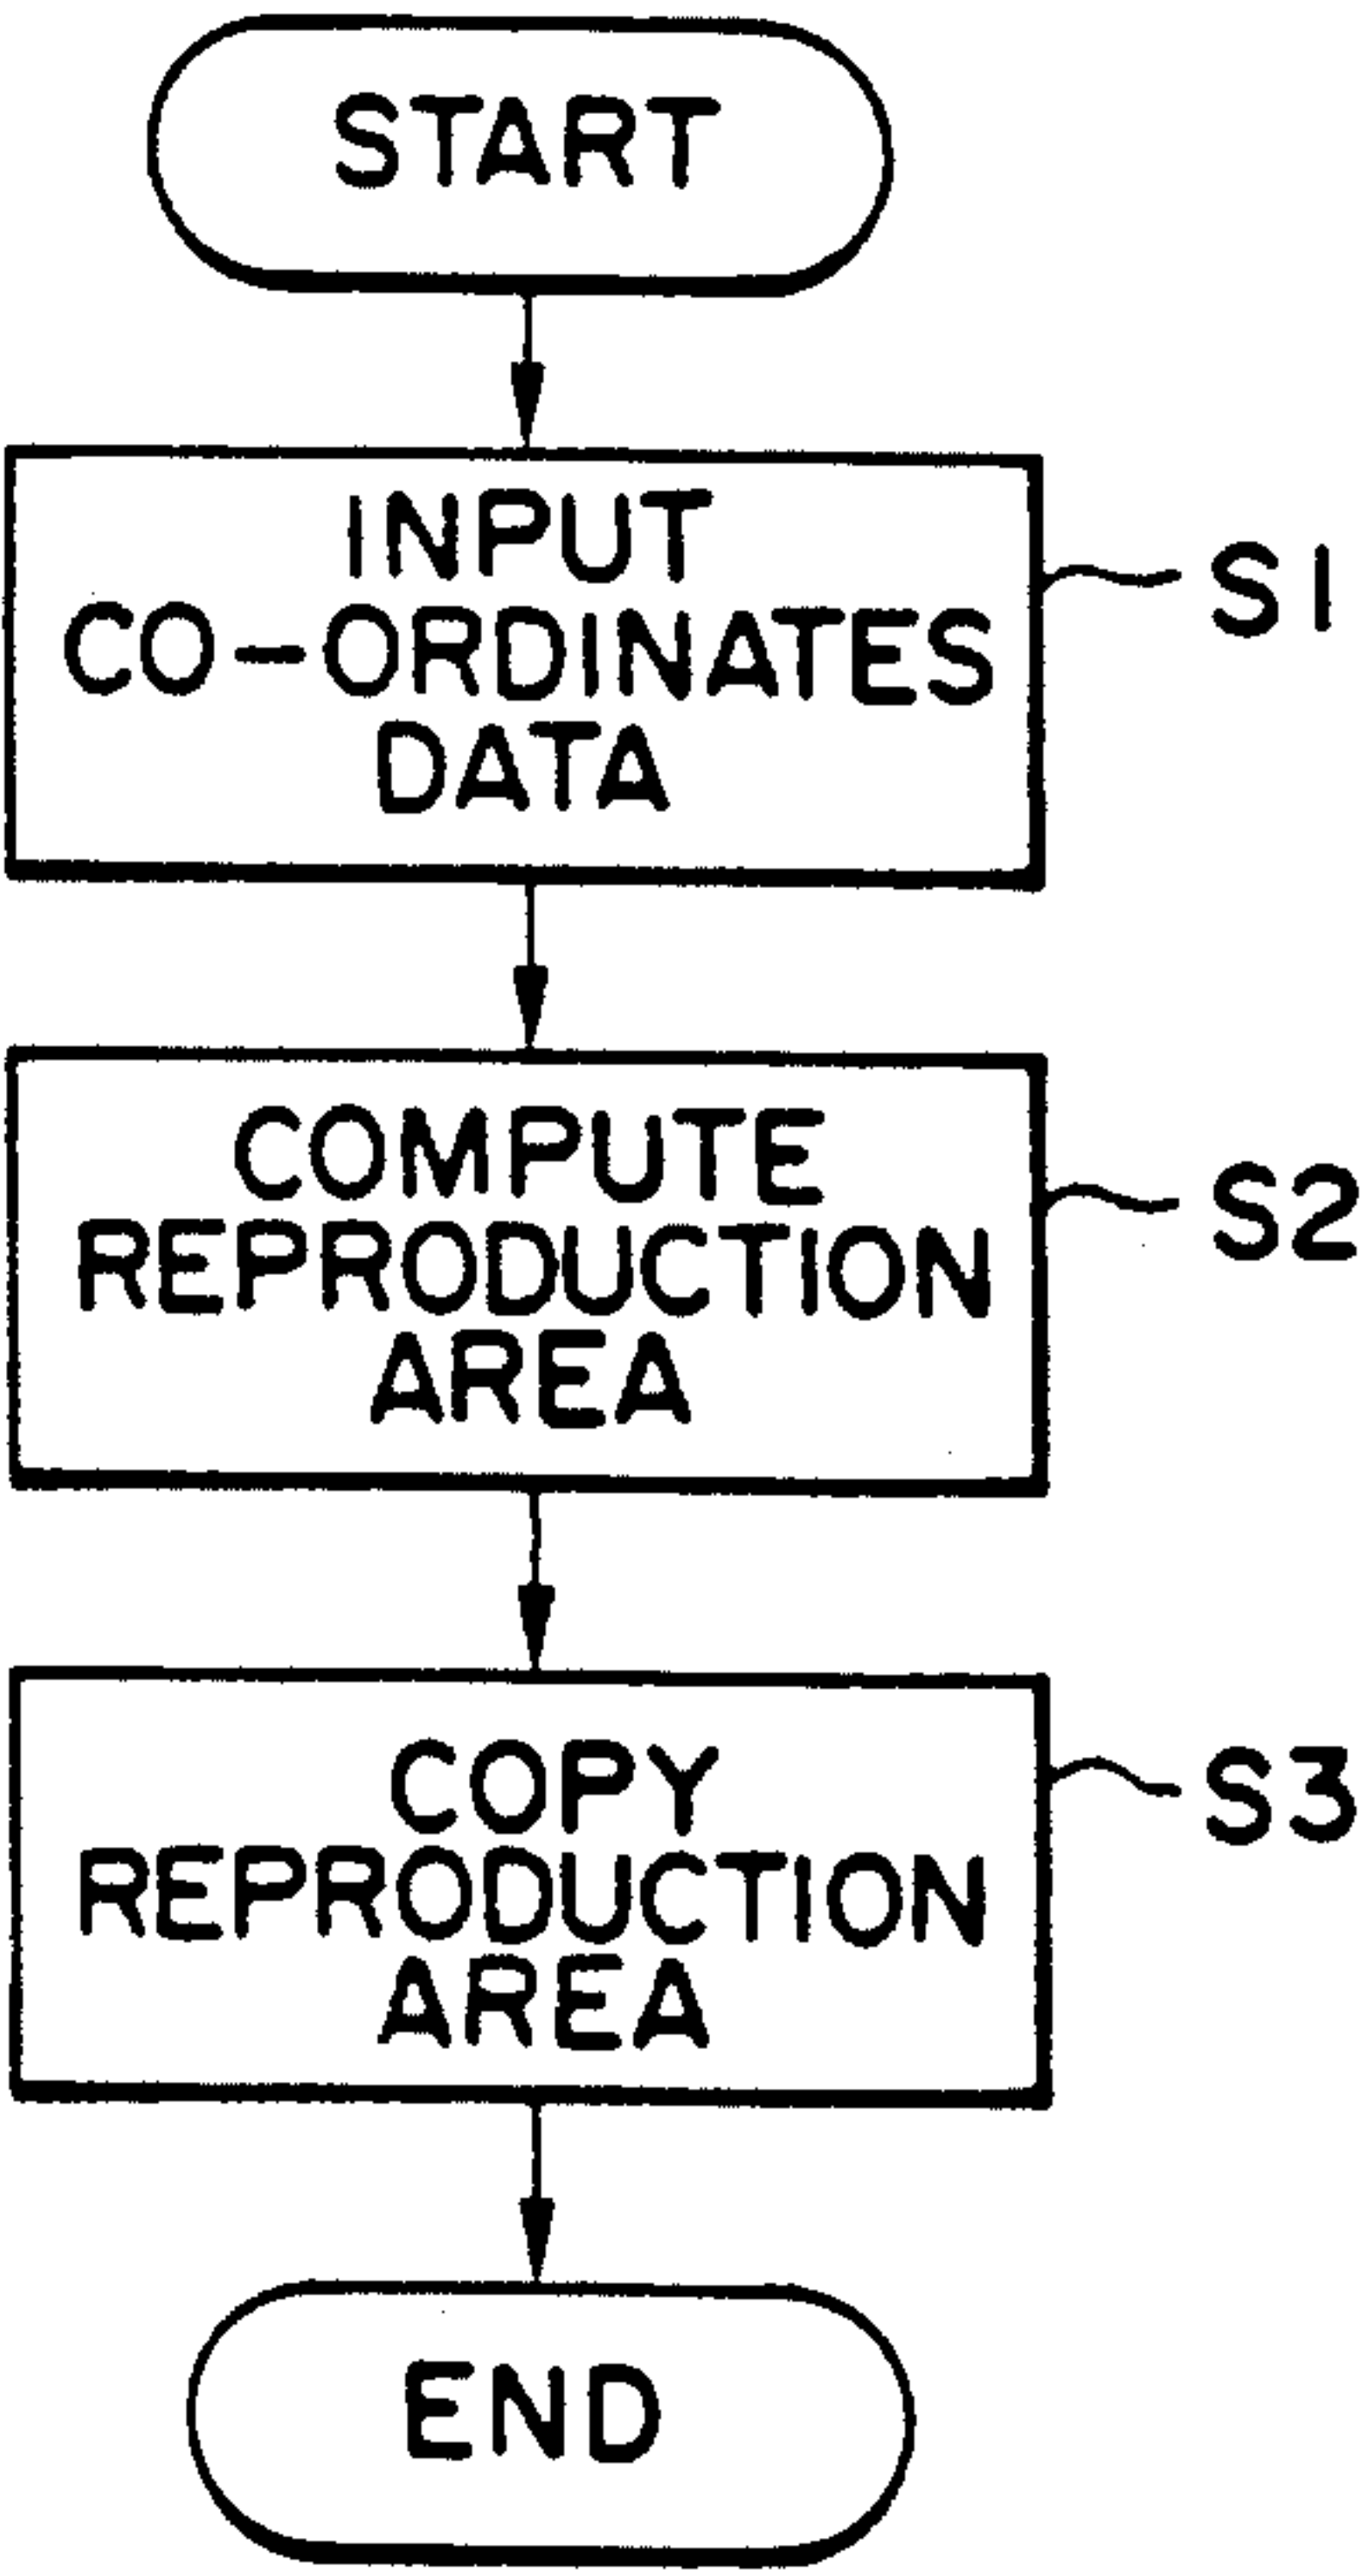 START
INPUT
CO-ORDINATES
DATA
S1
COMPUTE
REPRODUCTION
AREA
S2
COPY
REPRODUCTION
AREA
S3
END